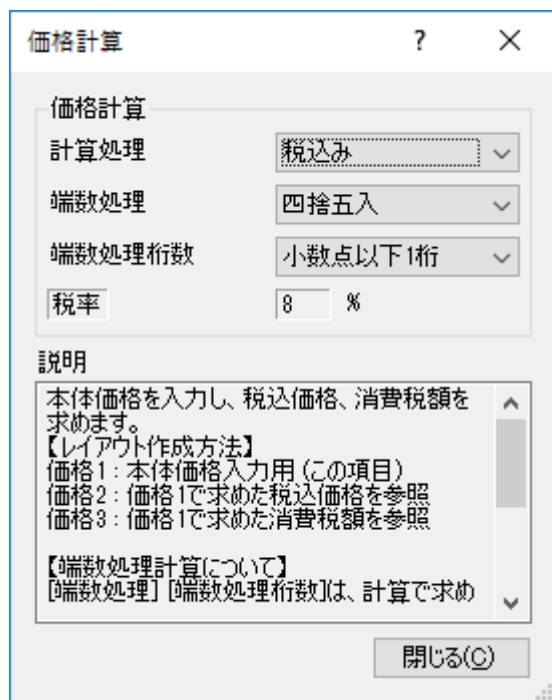 価格計算 ? ×
価格計算
計算処理 税込み
端数処理 四捨五入
端数処理桁数 小数点以下1桁
税率 8 %
説明
本体価格を入力し、税込価格、消費税額を
求めます。
【レイアウト作成方法】
価格1：本体価格入力用（この項目）
価格2：価格1で求めた税込価格を参照
価格3：価格1で求めた消費税額を参照
【端数処理計算について】
[端数処理] [端数処理桁数]は、計算で求め
閉じる(C)